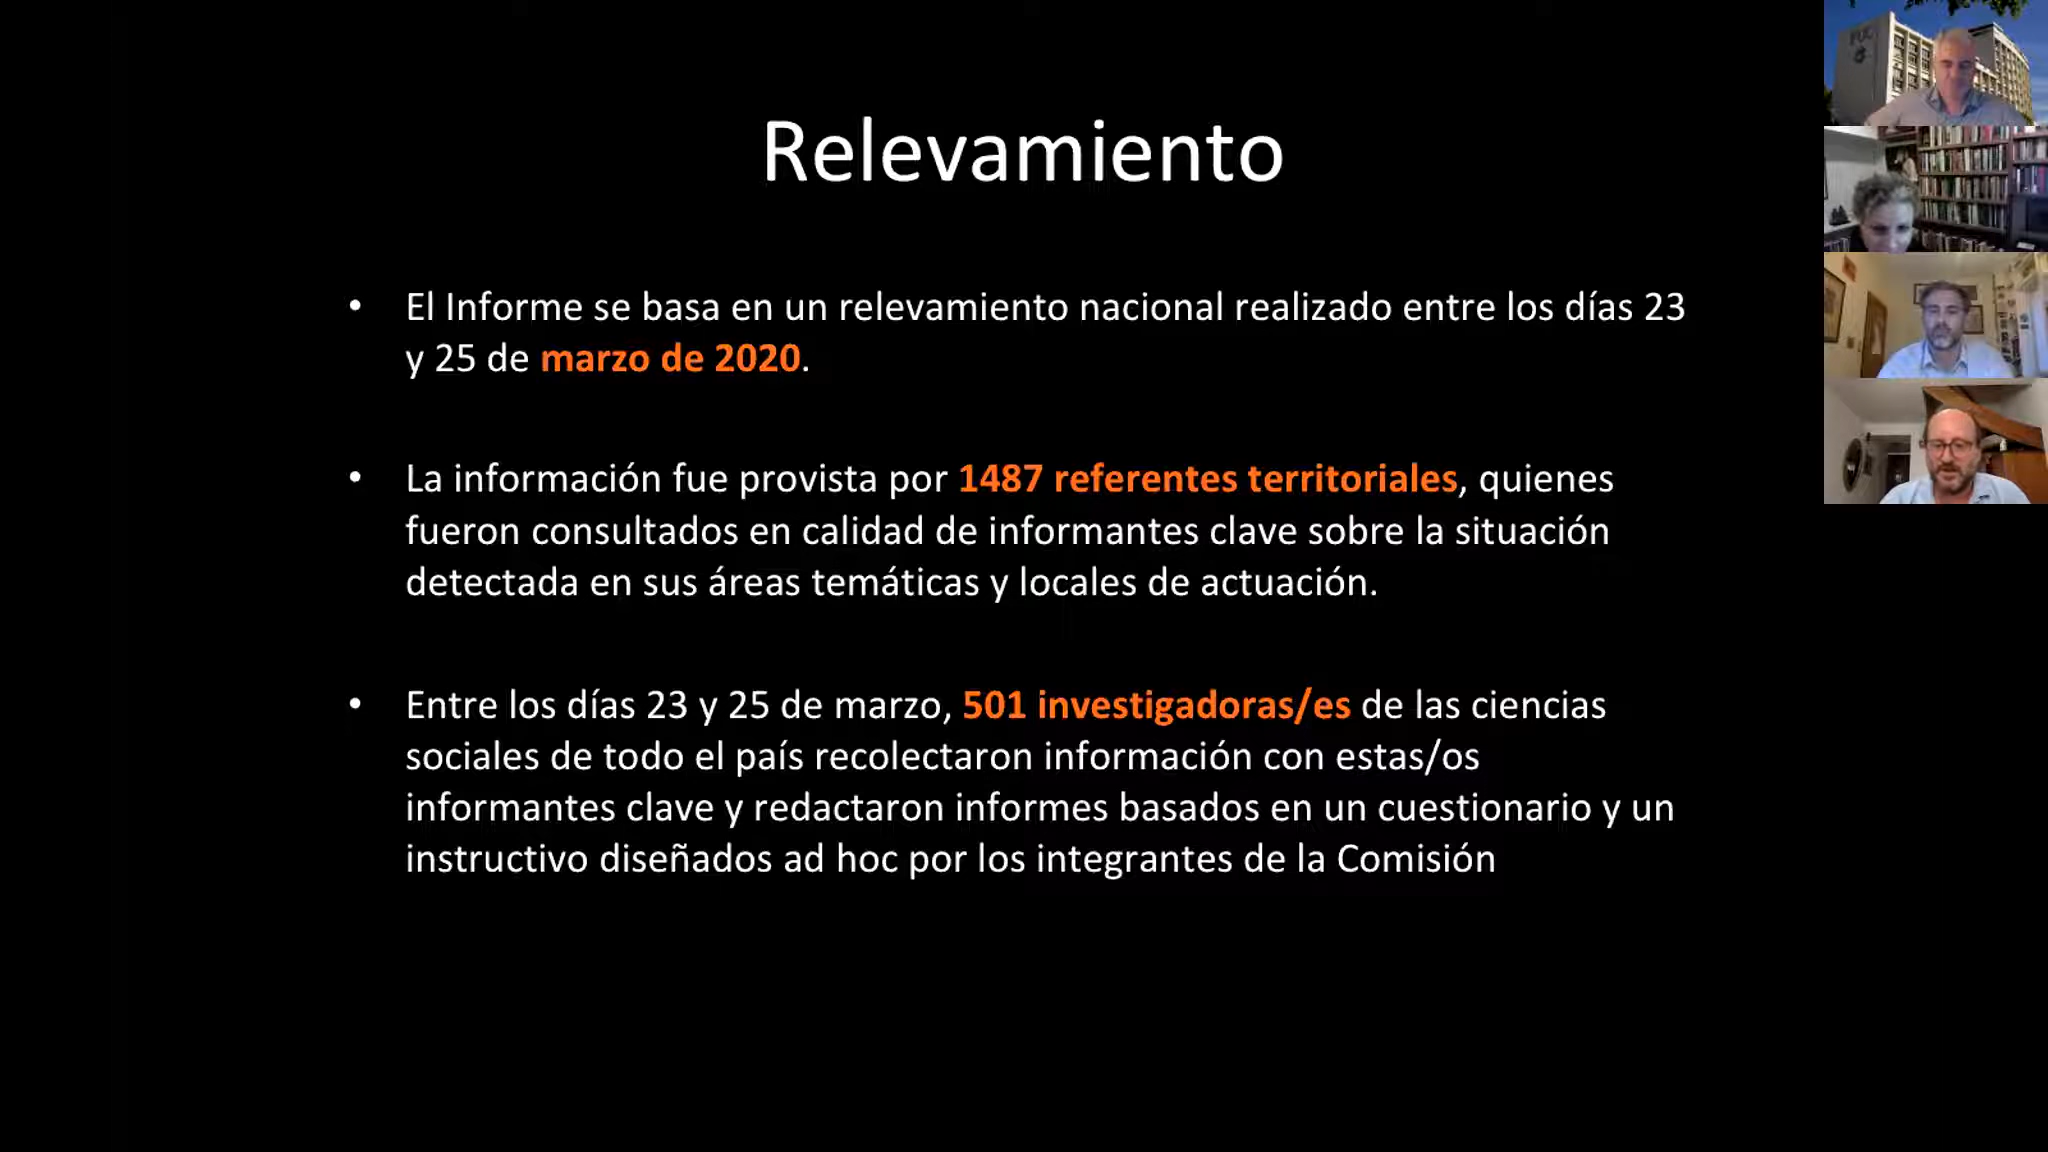 Relevamiento
• El Informe se basa en un relevamiento nacional realizado entre los días 23
y 25 de marzo de 2020.
• La información fue provista por 1487 referentes territoriales, quienes
fueron consultados en calidad de informantes clave sobre la situación
detectada en sus áreas temáticas y locales de actuación.
• Entre los días 23 y 25 de marzo, 501 investigadoras/es de las ciencias
sociales de todo el país recolectaron información con estas/os
informantes clave y redactaron informes basados en un cuestionario y un
instructivo diseñados ad hoc por los integrantes de la Comisión